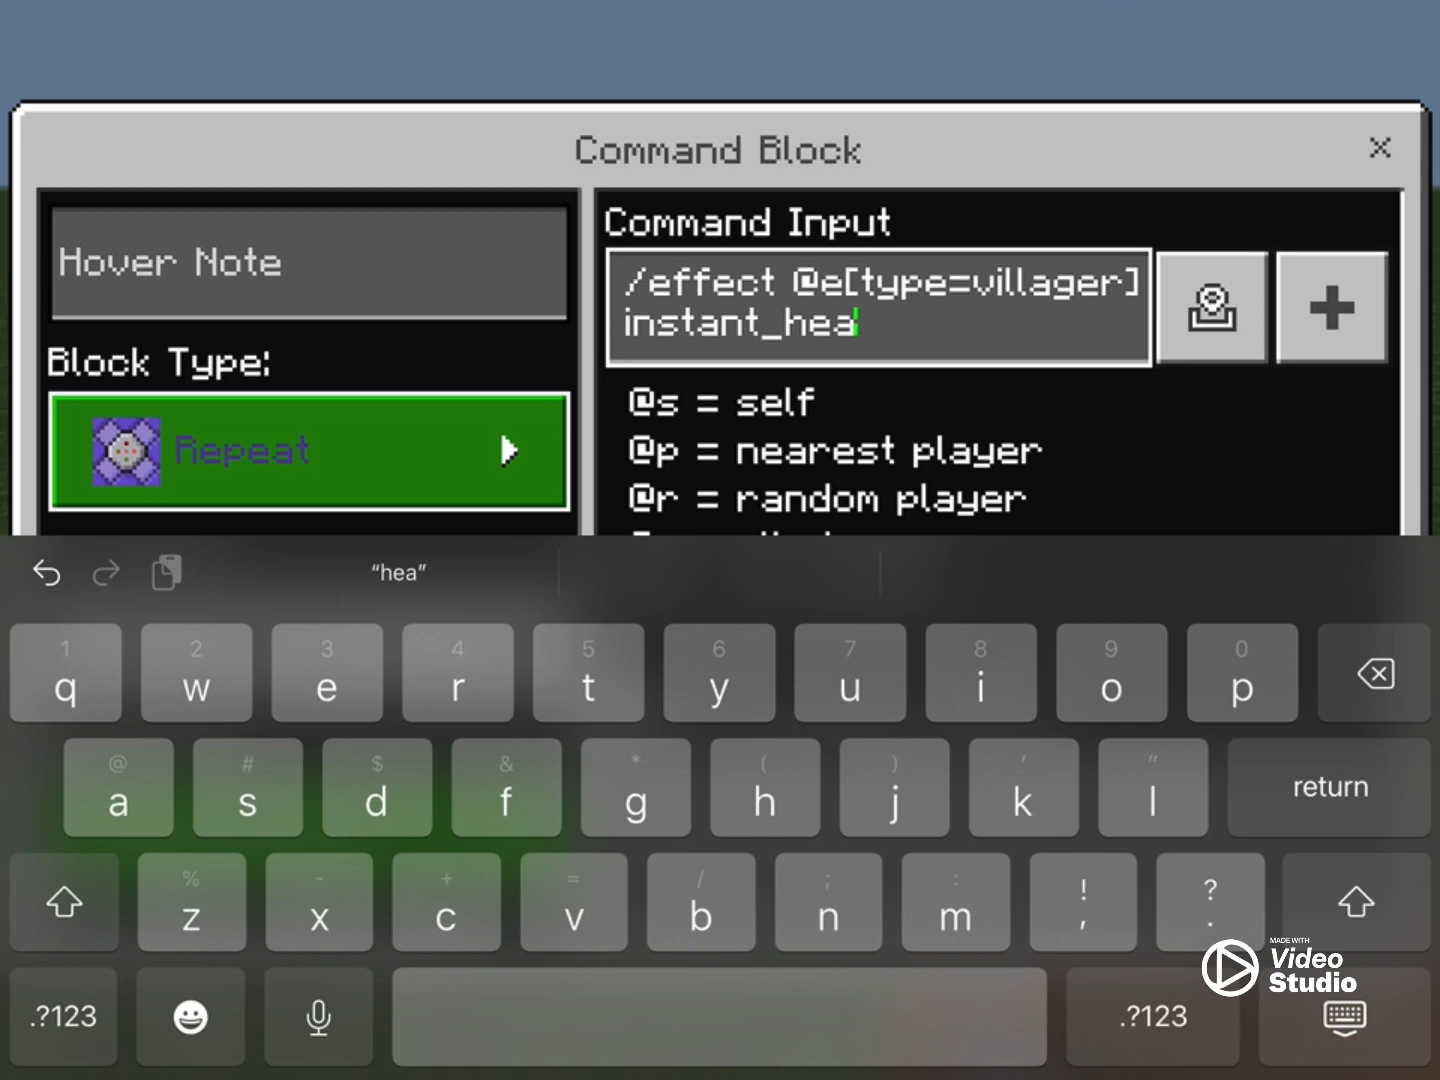 Command Block
Hover Note
Block Type:
Repeat
Command Input
/effect @e[type=villager]
instant_hea
@s = self
@p = nearest player
@r = random player
“hea”
1 2 3 4 5 6 7 8 9 0
q w e r t y u i o p
@ # $ & * ( ) ' "
a s d f g h j k l return
% - + = / ; : ! ?
z x c v b n m , .
MADE WITH
Video
Studio
.?123 .?123